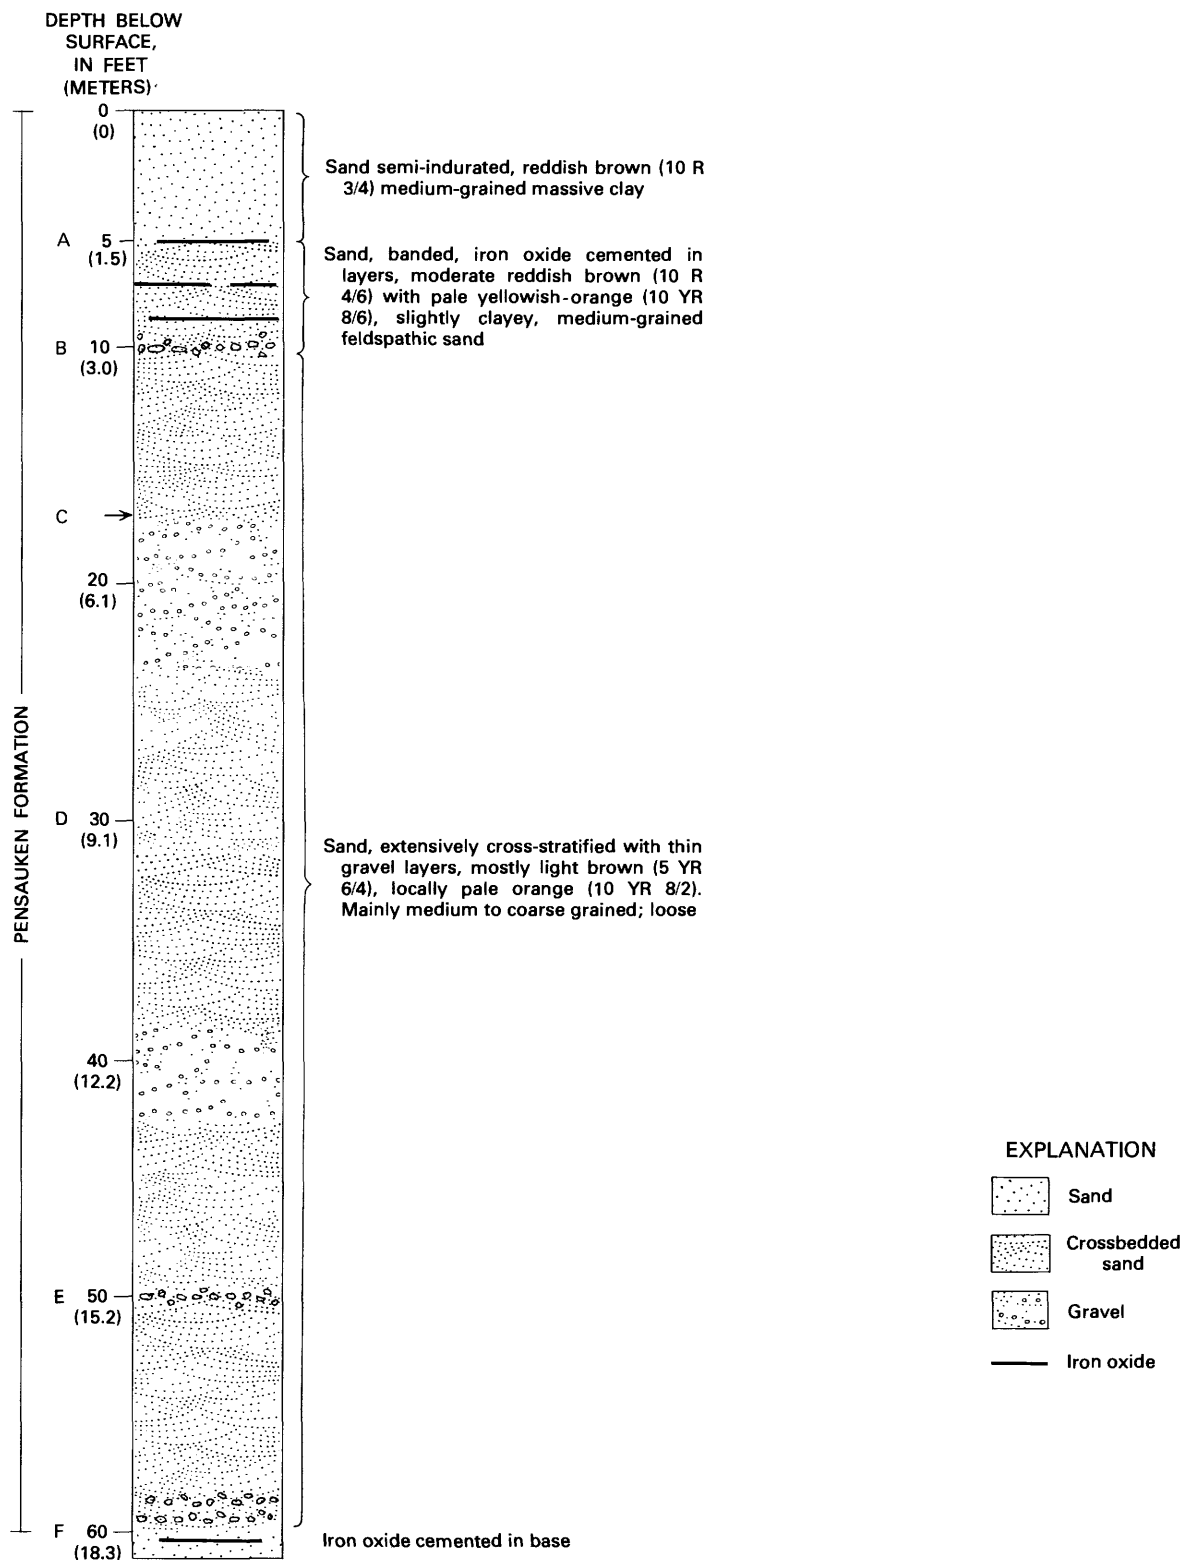 DEPTH BELOW
SURFACE,
IN FEET
(METERS)
0
(0)
Sand semi-indurated, reddish brown (10 R
3/4) medium-grained massive clay
A 5
(1.5)
Sand, banded, iron oxide cemented in
layers, moderate reddish brown (10 R
4/6) with pale yellowish-orange (10 YR
8/6), slightly clayey, medium-grained
feldspathic sand
B 10
(3.0)
C
20
(6.1)
PENSAUKEN FORMATION
D 30
(9.1)
Sand, extensively cross-stratified with thin
gravel layers, mostly light brown (5 YR
6/4), locally pale orange (10 YR 8/2).
Mainly medium to coarse grained; loose
40
(12.2)
E 50
(15.2)
F 60
(18.3)
Iron oxide cemented in base
EXPLANATION
Sand
Crossbedded
sand
Gravel
Iron oxide